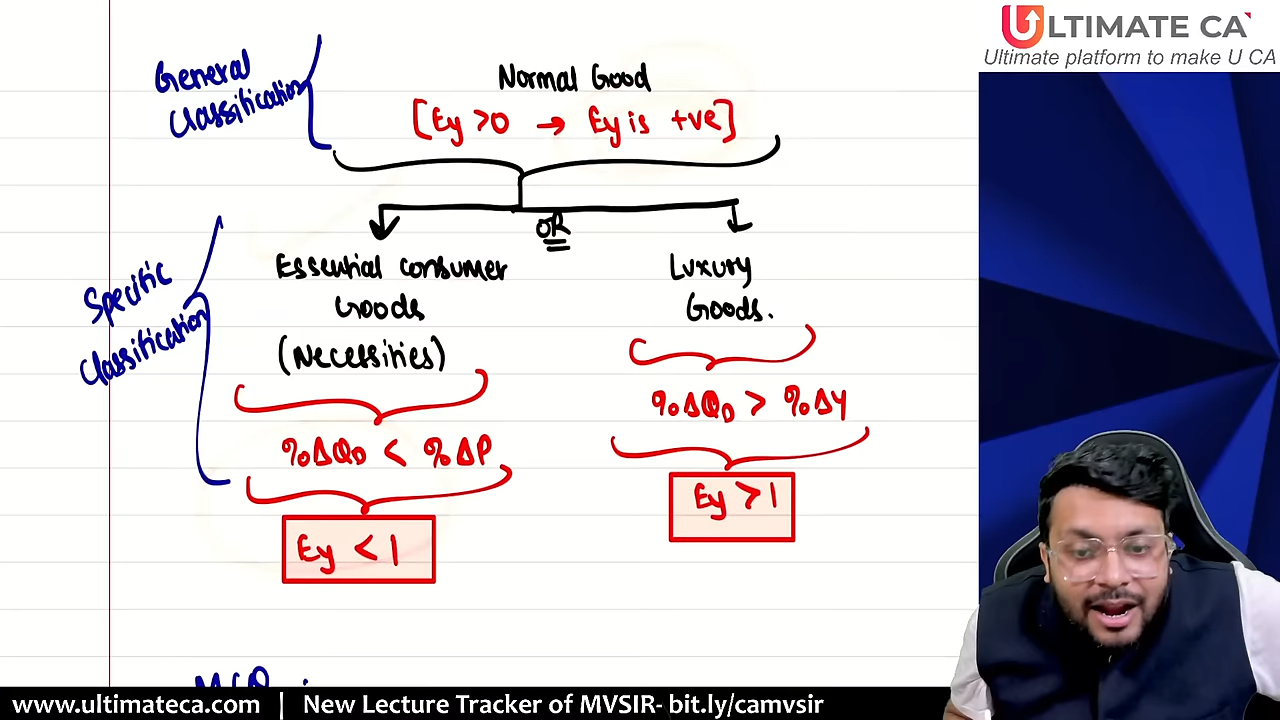 ULTIMATE CA
Ultimate platform to make U CA
General
Classification
Normal Good
[Ey >0 → Ey is +ve]
OR
Specific
Classification
Essential consumer
Goods
(Necessities)
%ΔQD < %ΔP
Ey < 1
Luxury
Goods.
%ΔQD > %ΔY
Ey > 1
www.ultimateca.com | New Lecture Tracker of MVSIR- bit.ly/camvsir